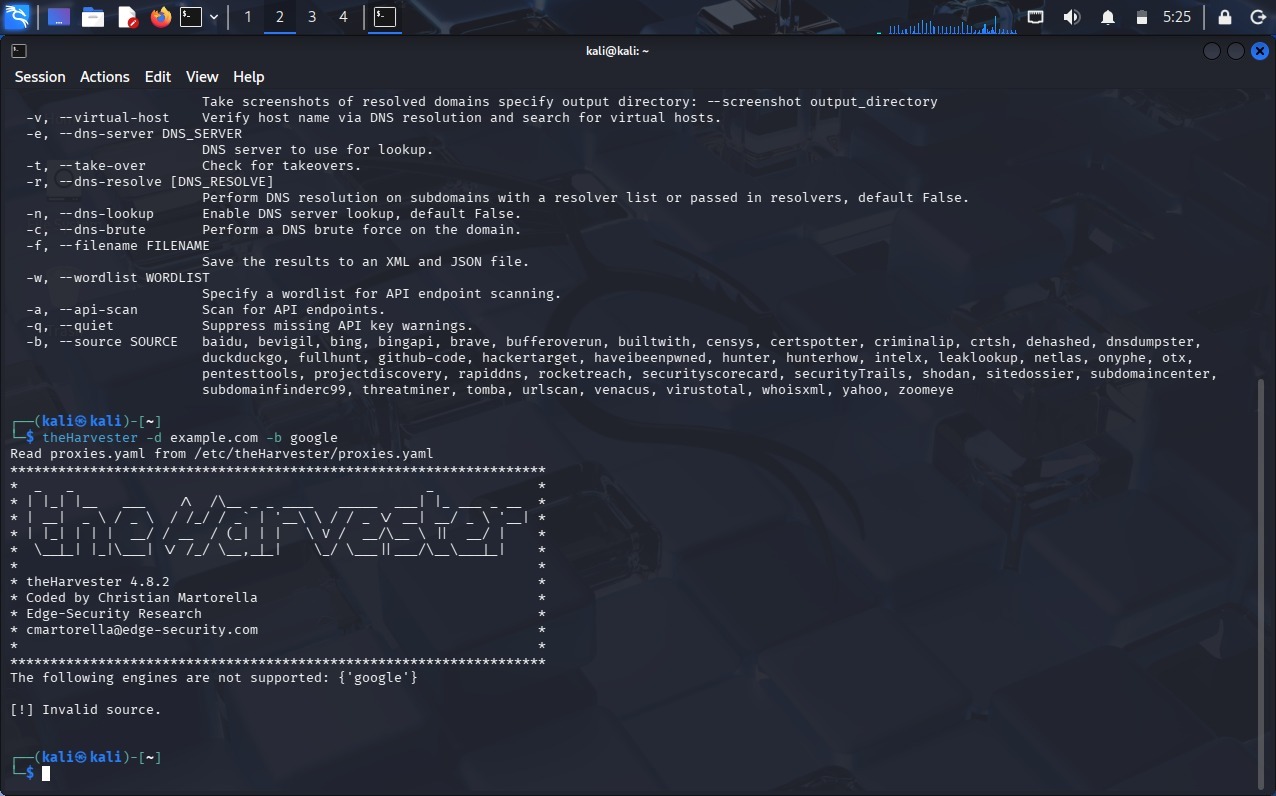 1 2 3 4 5:25
kali@kali: ~
Session Actions Edit View Help
Take screenshots of resolved domains specify output directory: --screenshot output_directory
-v, --virtual-host Verify host name via DNS resolution and search for virtual hosts.
-e, --dns-server DNS_SERVER
DNS server to use for lookup.
-t, --take-over Check for takeovers.
-r, --dns-resolve [DNS_RESOLVE]
Perform DNS resolution on subdomains with a resolver list or passed in resolvers, default False.
-n, --dns-lookup Enable DNS server lookup, default False.
-c, --dns-brute Perform a DNS brute force on the domain.
-f, --filename FILENAME
Save the results to an XML and JSON file.
-w, --wordlist WORDLIST
Specify a wordlist for API endpoint scanning.
-a, --api-scan Scan for API endpoints.
-q, --quiet Suppress missing API key warnings.
-b, --source SOURCE baidu, bevigil, bing, bingapi, brave, bufferoverun, builtwith, censys, certspotter, criminalip, crtsh, dehashed, dnsdumpster,
duckduckgo, fullhunt, github-code, hackertarget, haveibeenpwned, hunter, hunterhow, intelx, leaklookup, netlas, onyphe, otx,
pentesttools, projectdiscovery, rapiddns, rocketreach, securityscorecard, securityTrails, shodan, sitedossier, subdomaincenter,
subdomainfinderc99, threatminer, tomba, urlscan, venacus, virustotal, whoisxml, yahoo, zoomeye
┌──(kali㉿kali)-[~]
└─$ theHarvester -d example.com -b google
Read proxies.yaml from /etc/theHarvester/proxies.yaml
*******************************************************************
theHarvester
* theHarvester 4.8.2 *
* Coded by Christian Martorella *
* Edge-Security Research *
* cmartorella@edge-security.com *
* *
*******************************************************************
The following engines are not supported: {'google'}
[!] Invalid source.
┌──(kali㉿kali)-[~]
└─$